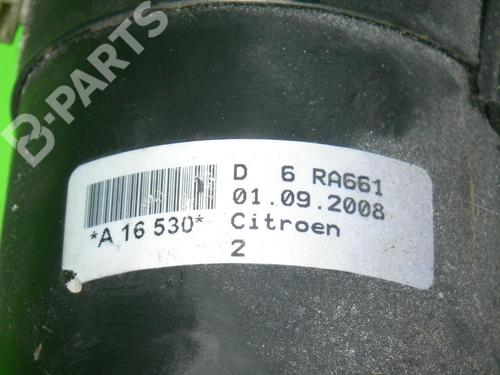 B-PARTS
D 6 RA661
01.09.2008
*A 16 530* Citroen
2